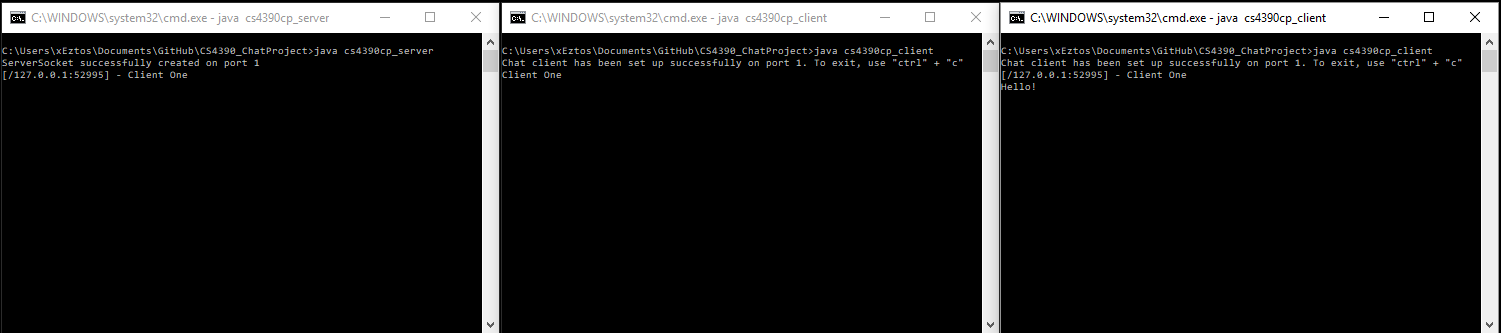 C:\WINDOWS\system32\cmd.exe - java cs4390cp_server
C:\Users\xEztos\Documents\GitHub\CS4390_ChatProject>java cs4390cp_server
ServerSocket successfully created on port 1
[/127.0.0.1:52995] - Client One
C:\WINDOWS\system32\cmd.exe - java cs4390cp_client
C:\Users\xEztos\Documents\GitHub\CS4390_ChatProject>java cs4390cp_client
Chat client has been set up successfully on port 1. To exit, use "ctrl" + "c"
Client One
C:\WINDOWS\system32\cmd.exe - java cs4390cp_client
C:\Users\xEztos\Documents\GitHub\CS4390_ChatProject>java cs4390cp_client
Chat client has been set up successfully on port 1. To exit, use "ctrl" + "c"
[/127.0.0.1:52995] - Client One
Hello!